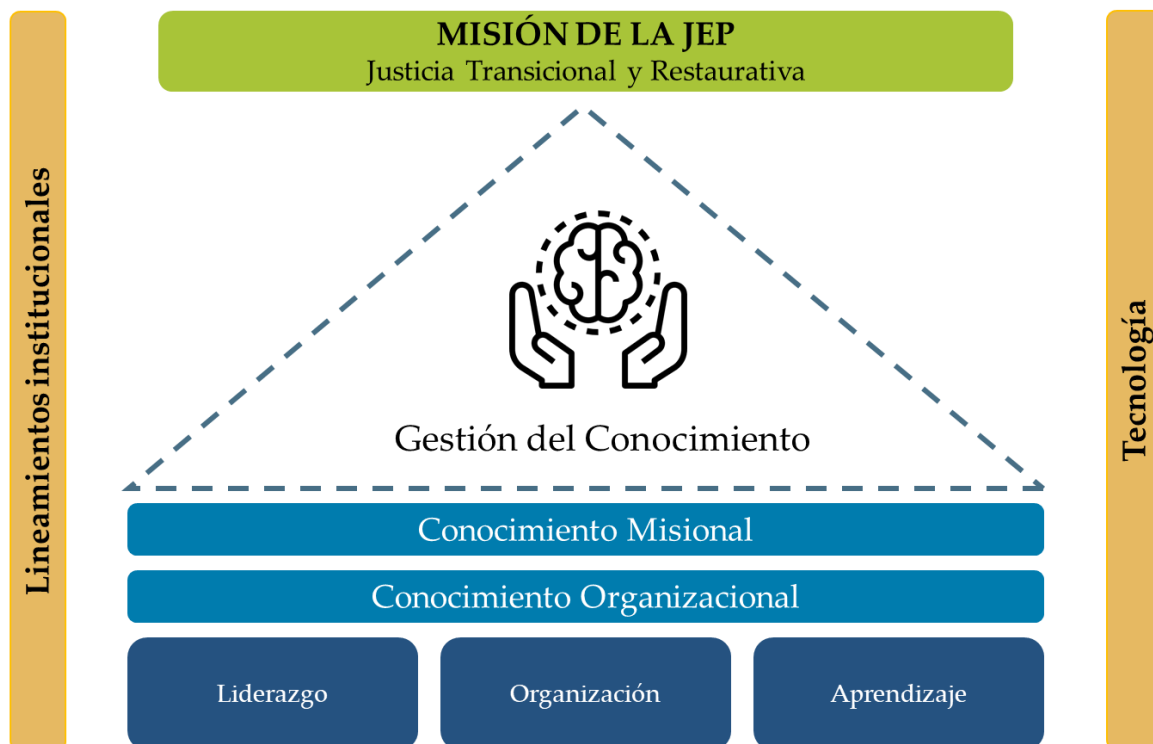 MISIÓN DE LA JEP
Justicia Transicional y Restaurativa
Lineamientos institucionales
Gestión del Conocimiento
Tecnología
Conocimiento Misional
Conocimiento Organizacional
Liderazgo
Organización
Aprendizaje